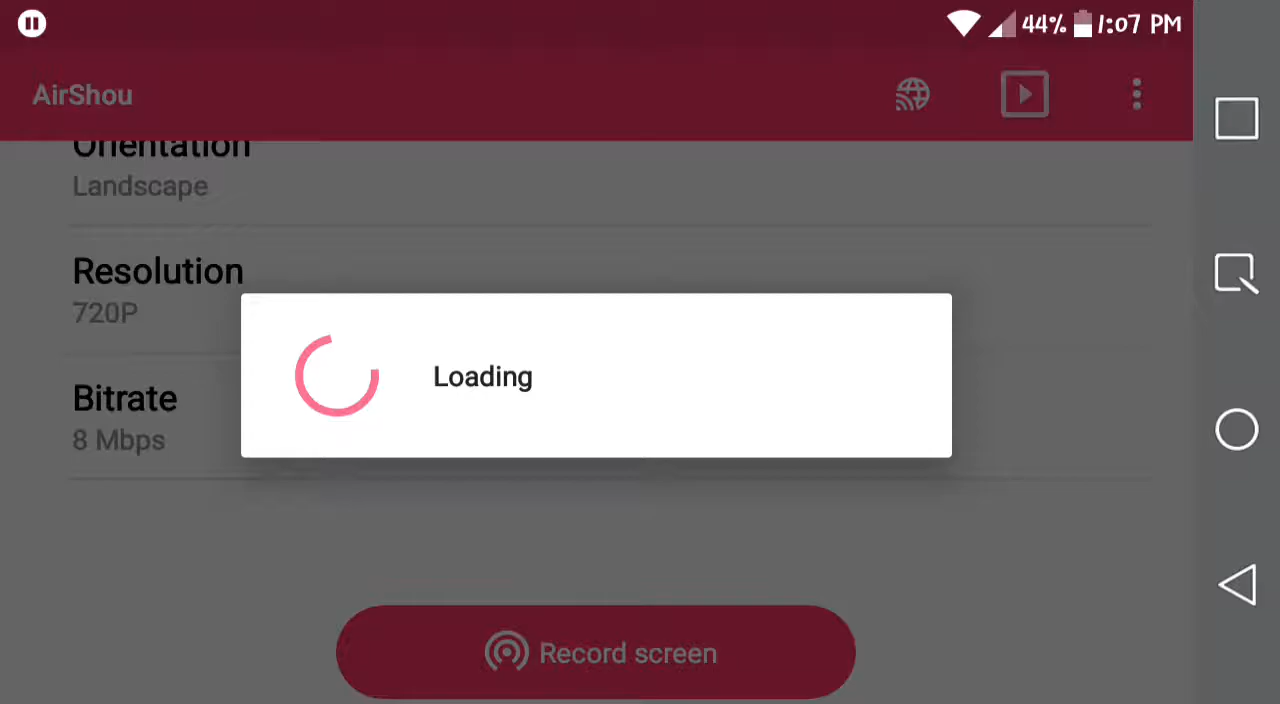 44% 1:07 PM
AirShou
Orientation
Landscape
Resolution
720P
Loading
Bitrate
8 Mbps
Record screen